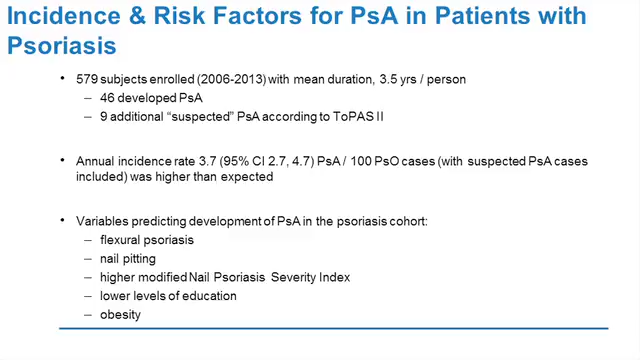 Incidence & Risk Factors for PsA in Patients with
Psoriasis
• 579 subjects enrolled (2006-2013) with mean duration, 3.5 yrs / person
– 46 developed PsA
– 9 additional “suspected” PsA according to ToPAS II
• Annual incidence rate 3.7 (95% CI 2.7, 4.7) PsA / 100 PsO cases (with suspected PsA cases
included) was higher than expected
• Variables predicting development of PsA in the psoriasis cohort:
– flexural psoriasis
– nail pitting
– higher modified Nail Psoriasis Severity Index
– lower levels of education
– obesity